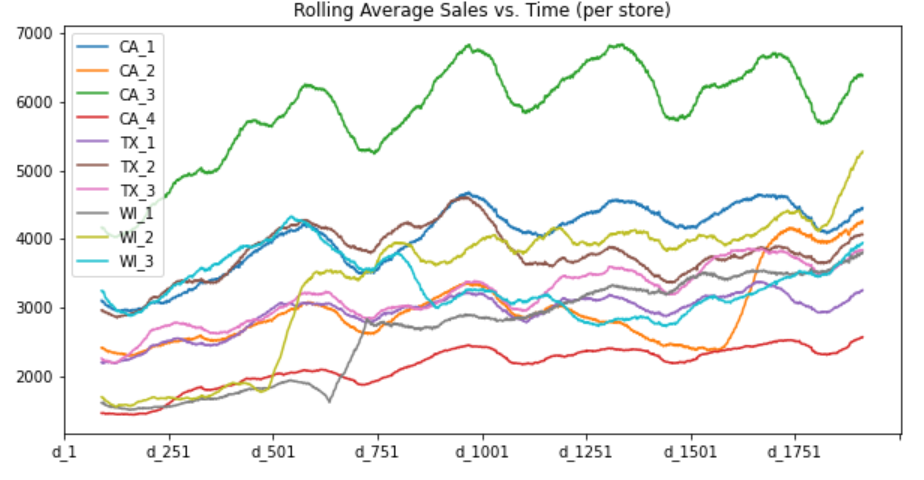 Rolling Average Sales vs. Time (per store)
7000
6000
5000
4000
3000
2000
CA_1
CA_2
CA_3
CA_4
TX_1
TX_2
TX_3
WI_1
WI_2
WI_3
d_1 d_251 d_501 d_751 d_1001 d_1251 d_1501 d_1751